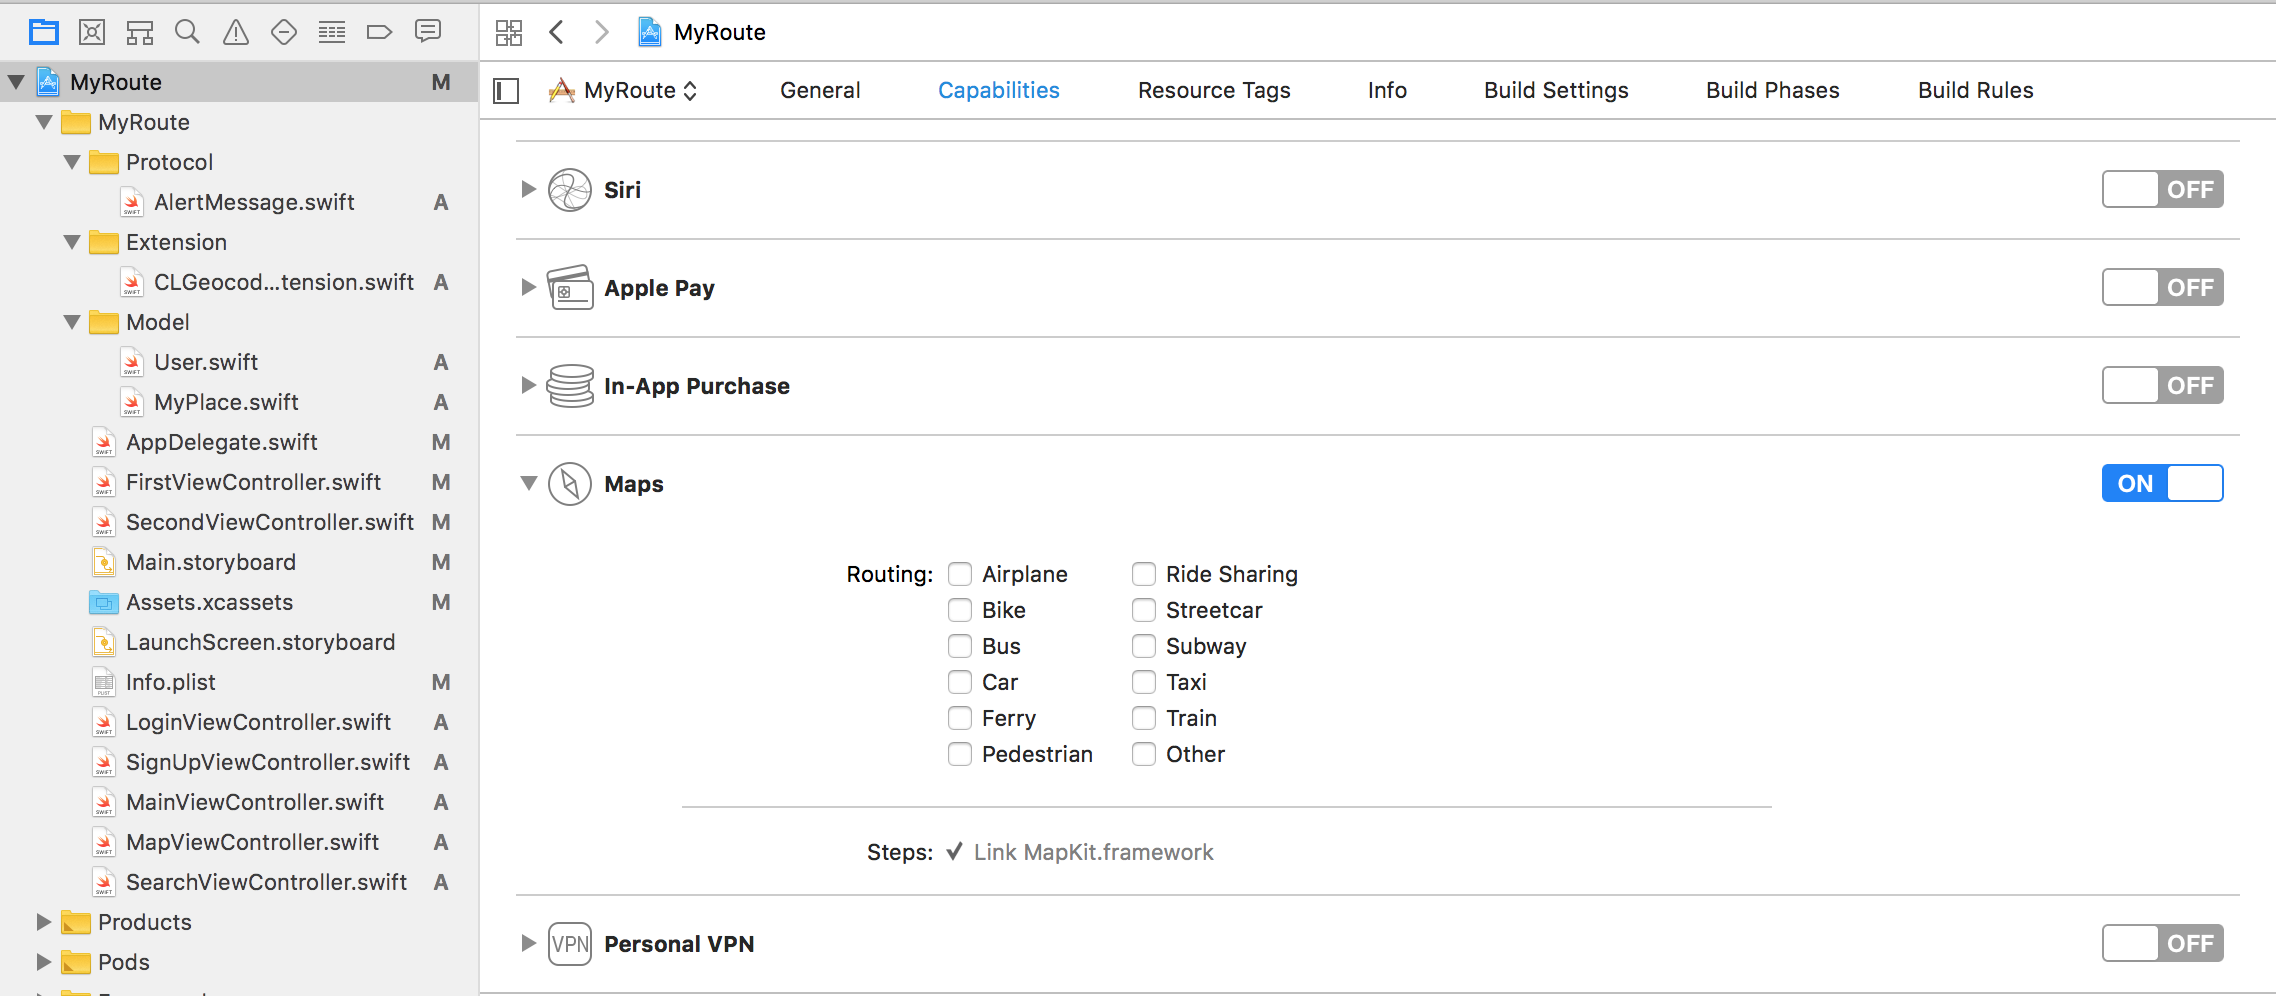 MyRoute
MyRoute M
MyRoute General Capabilities Resource Tags Info Build Settings Build Phases Build Rules
MyRoute
Protocol
AlertMessage.swift A
Extension
CLGeocod...tension.swift A
Model
User.swift A
MyPlace.swift A
AppDelegate.swift M
FirstViewController.swift M
SecondViewController.swift M
Main.storyboard M
Assets.xcassets M
LaunchScreen.storyboard
Info.plist M
LoginViewController.swift A
SignUpViewController.swift A
MainViewController.swift A
MapViewController.swift A
SearchViewController.swift A
Products
Pods
Siri OFF
Apple Pay OFF
In-App Purchase OFF
Maps ON
Routing: Airplane Ride Sharing
Bike Streetcar
Bus Subway
Car Taxi
Ferry Train
Pedestrian Other
Steps: ✓ Link MapKit.framework
VPN Personal VPN OFF